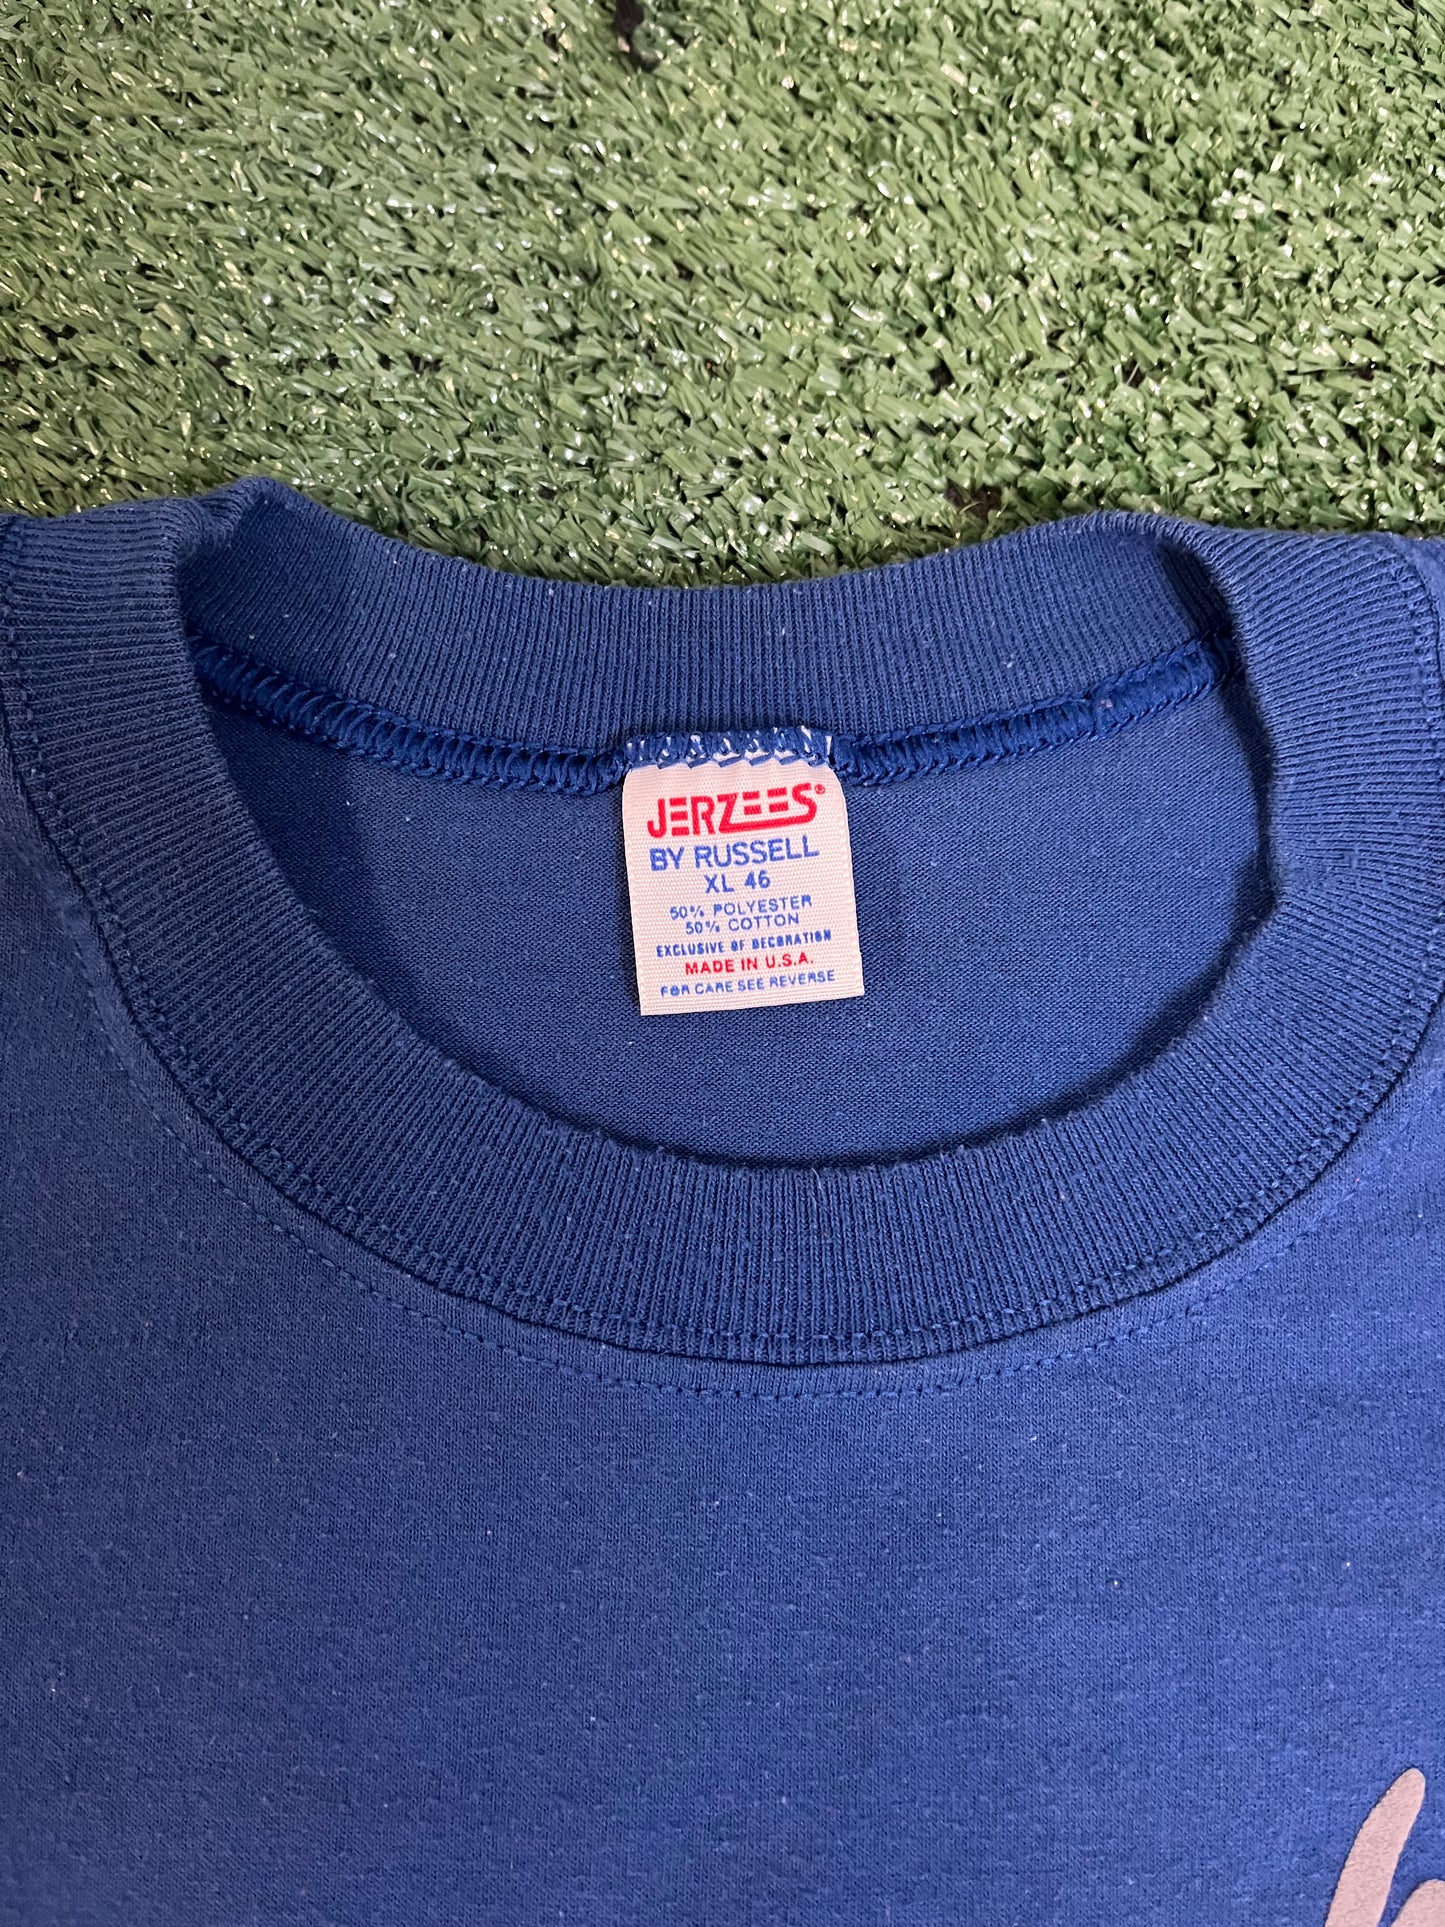 JERZEES®
BY RUSSELL
XL 46
50% POLYESTER
50% COTTON
EXCLUSIVE OF DECORATION
MADE IN U.S.A.
FOR CARE SEE REVERSE